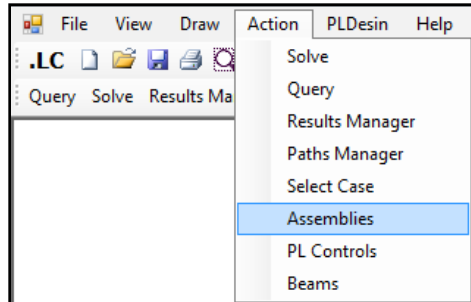 File View Draw Action PLDesin Help
.LC
Query Solve Results Ma
Solve
Query
Results Manager
Paths Manager
Select Case
Assemblies
PL Controls
Beams